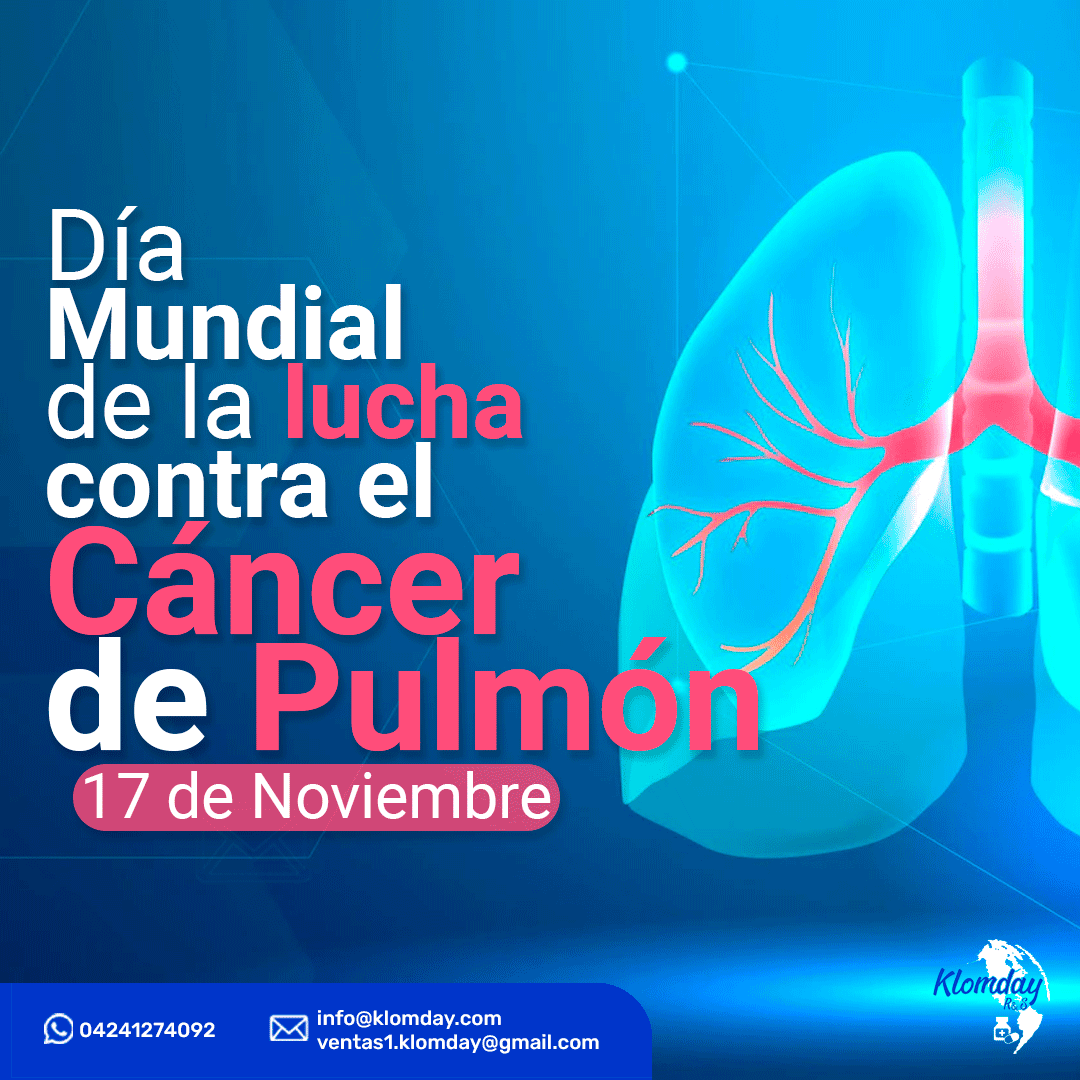 Día
Mundial
de la lucha
contra el
Cáncer
de Pulmón
17 de Noviembre
04241274092
info@klomday.com
ventas1.klomday@gmail.com
Klomday
R&S